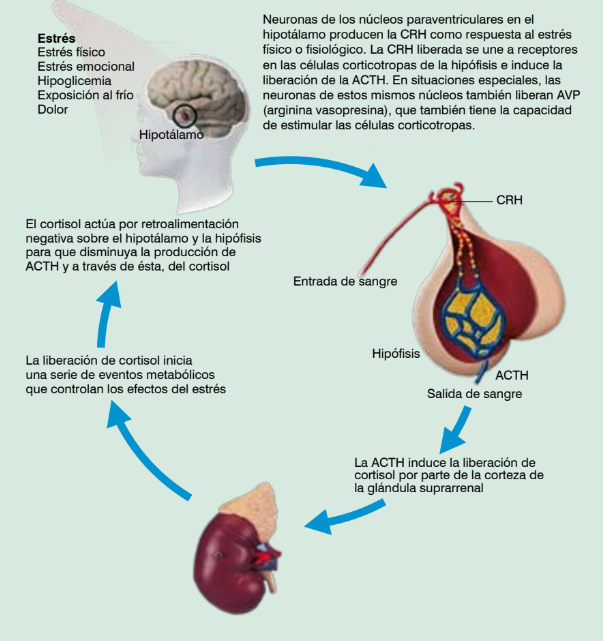 Estrés
Estrés físico
Estrés emocional
Hipoglicemia
Exposición al frío
Dolor
Hipotálamo
Neuronas de los núcleos paraventriculares en el
hipotálamo producen la CRH como respuesta al estrés
físico o fisiológico. La CRH liberada se une a receptores
en las células corticotropas de la hipófisis e induce la
liberación de la ACTH. En situaciones especiales, las
neuronas de estos mismos núcleos también liberan AVP
(arginina vasopresina), que también tiene la capacidad
de estimular las células corticotropas.
CRH
Entrada de sangre
Hipófisis
ACTH
Salida de sangre
La ACTH induce la liberación de
cortisol por parte de la corteza de
la glándula suprarrenal
La liberación de cortisol inicia
una serie de eventos metabólicos
que controlan los efectos del estrés
El cortisol actúa por retroalimentación
negativa sobre el hipotálamo y la hipófisis
para que disminuya la producción de
ACTH y a través de ésta, del cortisol